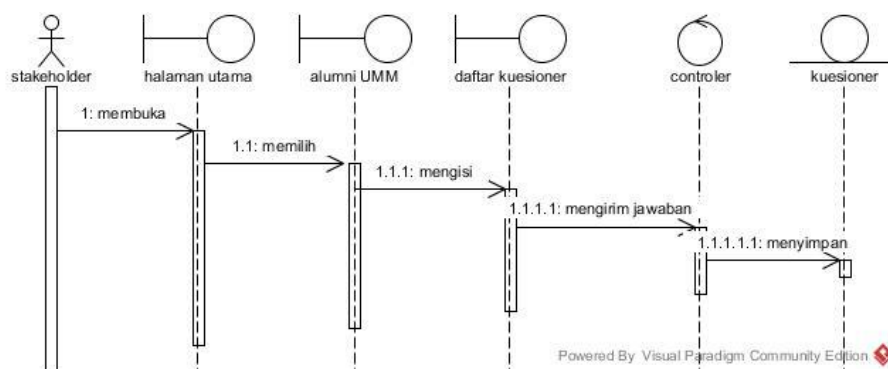 stakeholder
halaman utama
alumni UMM
daftar kuesioner
controler
kuesioner
1: membuka
1.1: memilih
1.1.1: mengisi
1.1.1.1: mengirim jawaban
1.1.1.1.1: menyimpan
Powered By Visual Paradigm Community Edition